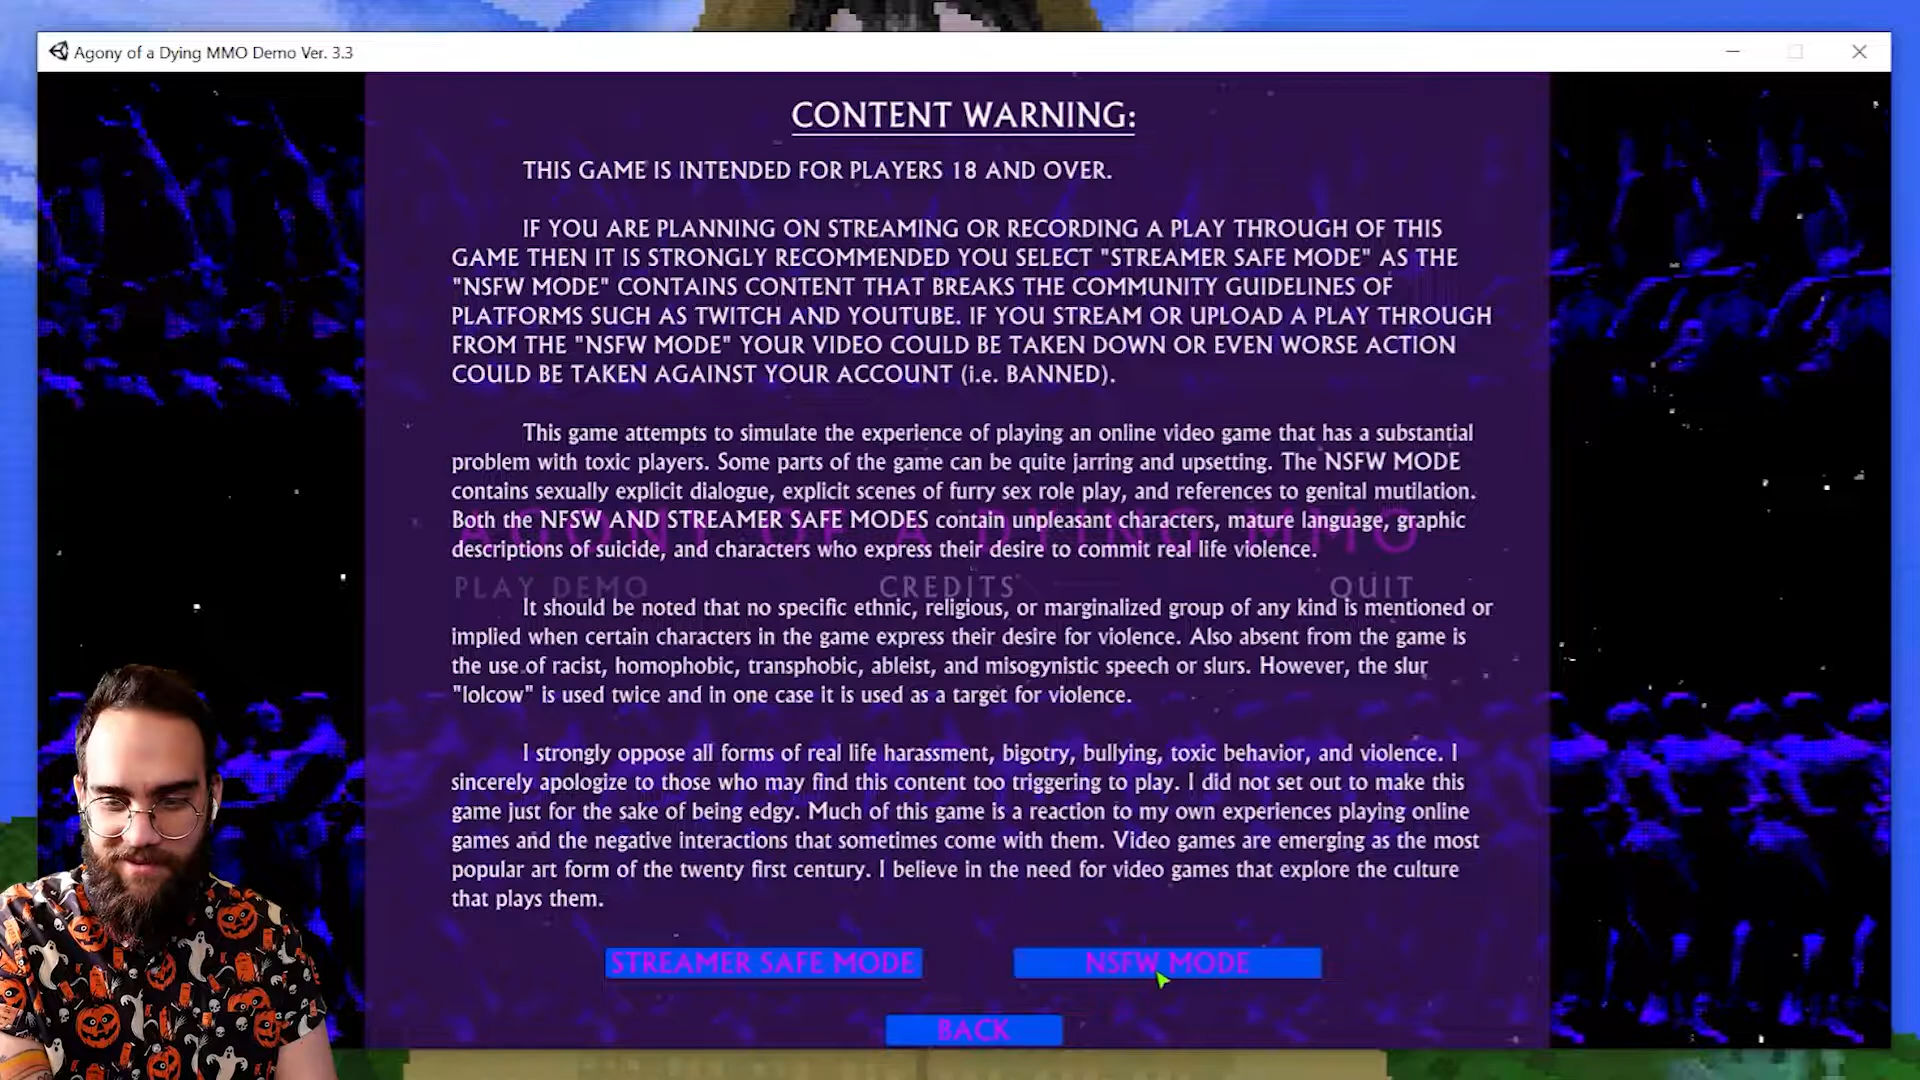 Agony of a Dying MMO Demo Ver. 3.3
CONTENT WARNING:
THIS GAME IS INTENDED FOR PLAYERS 18 AND OVER.
IF YOU ARE PLANNING ON STREAMING OR RECORDING A PLAY THROUGH OF THIS
GAME THEN IT IS STRONGLY RECOMMENDED YOU SELECT "STREAMER SAFE MODE" AS THE
"NSFW MODE" CONTAINS CONTENT THAT BREAKS THE COMMUNITY GUIDELINES OF
PLATFORMS SUCH AS TWITCH AND YOUTUBE. IF YOU STREAM OR UPLOAD A PLAY THROUGH
FROM THE "NSFW MODE" YOUR VIDEO COULD BE TAKEN DOWN OR EVEN WORSE ACTION
COULD BE TAKEN AGAINST YOUR ACCOUNT (i.e. BANNED).
This game attempts to simulate the experience of playing an online video game that has a substantial
problem with toxic players. Some parts of the game can be quite jarring and upsetting. The NSFW MODE
contains sexually explicit dialogue, explicit scenes of furry sex role play, and references to genital mutilation.
Both the NFSW AND STREAMER SAFE MODES contain unpleasant characters, mature language, graphic
AGONY OF A DYING MMO
descriptions of suicide, and characters who express their desire to commit real life violence.
PLAY DEMO CREDITS QUIT
It should be noted that no specific ethnic, religious, or marginalized group of any kind is mentioned or
implied when certain characters in the game express their desire for violence. Also absent from the game is
the use of racist, homophobic, transphobic, ableist, and misogynistic speech or slurs. However, the slur
"lolcow" is used twice and in one case it is used as a target for violence.
I strongly oppose all forms of real life harassment, bigotry, bullying, toxic behavior, and violence. I
sincerely apologize to those who may find this content too triggering to play. I did not set out to make this
game just for the sake of being edgy. Much of this game is a reaction to my own experiences playing online
games and the negative interactions that sometimes come with them. Video games are emerging as the most
popular art form of the twenty first century. I believe in the need for video games that explore the culture
that plays them.
STREAMER SAFE MODE NSFW MODE
BACK